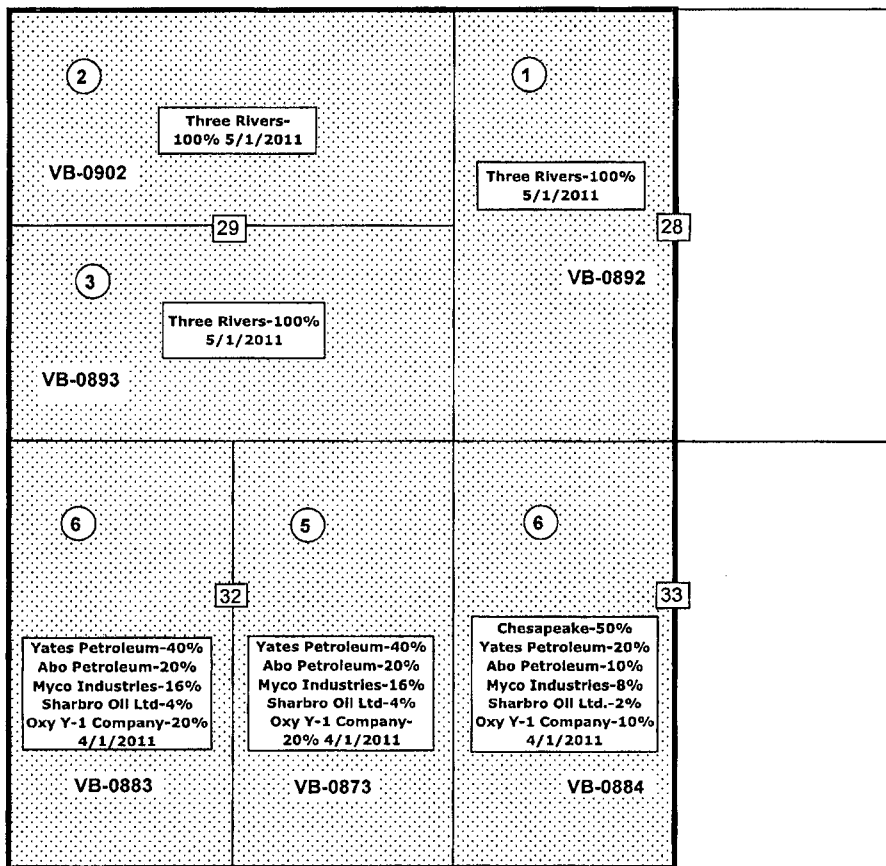 2
Three Rivers-
100% 5/1/2011
VB-0902
1
Three Rivers-100%
5/1/2011
29
28
VB-0892
3
Three Rivers-100%
5/1/2011
VB-0893
6
5
6
32
33
Yates Petroleum-40%
Abo Petroleum-20%
Myco Industries-16%
Sharbro Oil Ltd-4%
Oxy Y-1 Company-20%
4/1/2011
VB-0883
Yates Petroleum-40%
Abo Petroleum-20%
Myco Industries-16%
Sharbro Oil Ltd-4%
Oxy Y-1 Company-
20% 4/1/2011
VB-0873
Chesapeake-50%
Yates Petroleum-20%
Abo Petroleum-10%
Myco Industries-8%
Sharbro Oil Ltd.-2%
Oxy Y-1 Company-10%
4/1/2011
VB-0884